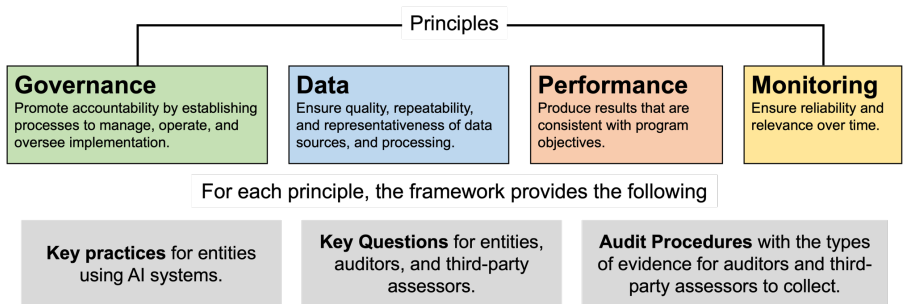 Principles
Governance
Promote accountability by establishing
processes to manage, operate, and
oversee implementation.
Data
Ensure quality, repeatability,
and representativeness of data
sources, and processing.
Performance
Produce results that are
consistent with program
objectives.
Monitoring
Ensure reliability and
relevance over time.
For each principle, the framework provides the following
Key practices for entities
using AI systems.
Key Questions for entities,
auditors, and third-party
assessors.
Audit Procedures with the types
of evidence for auditors and third-
party assessors to collect.